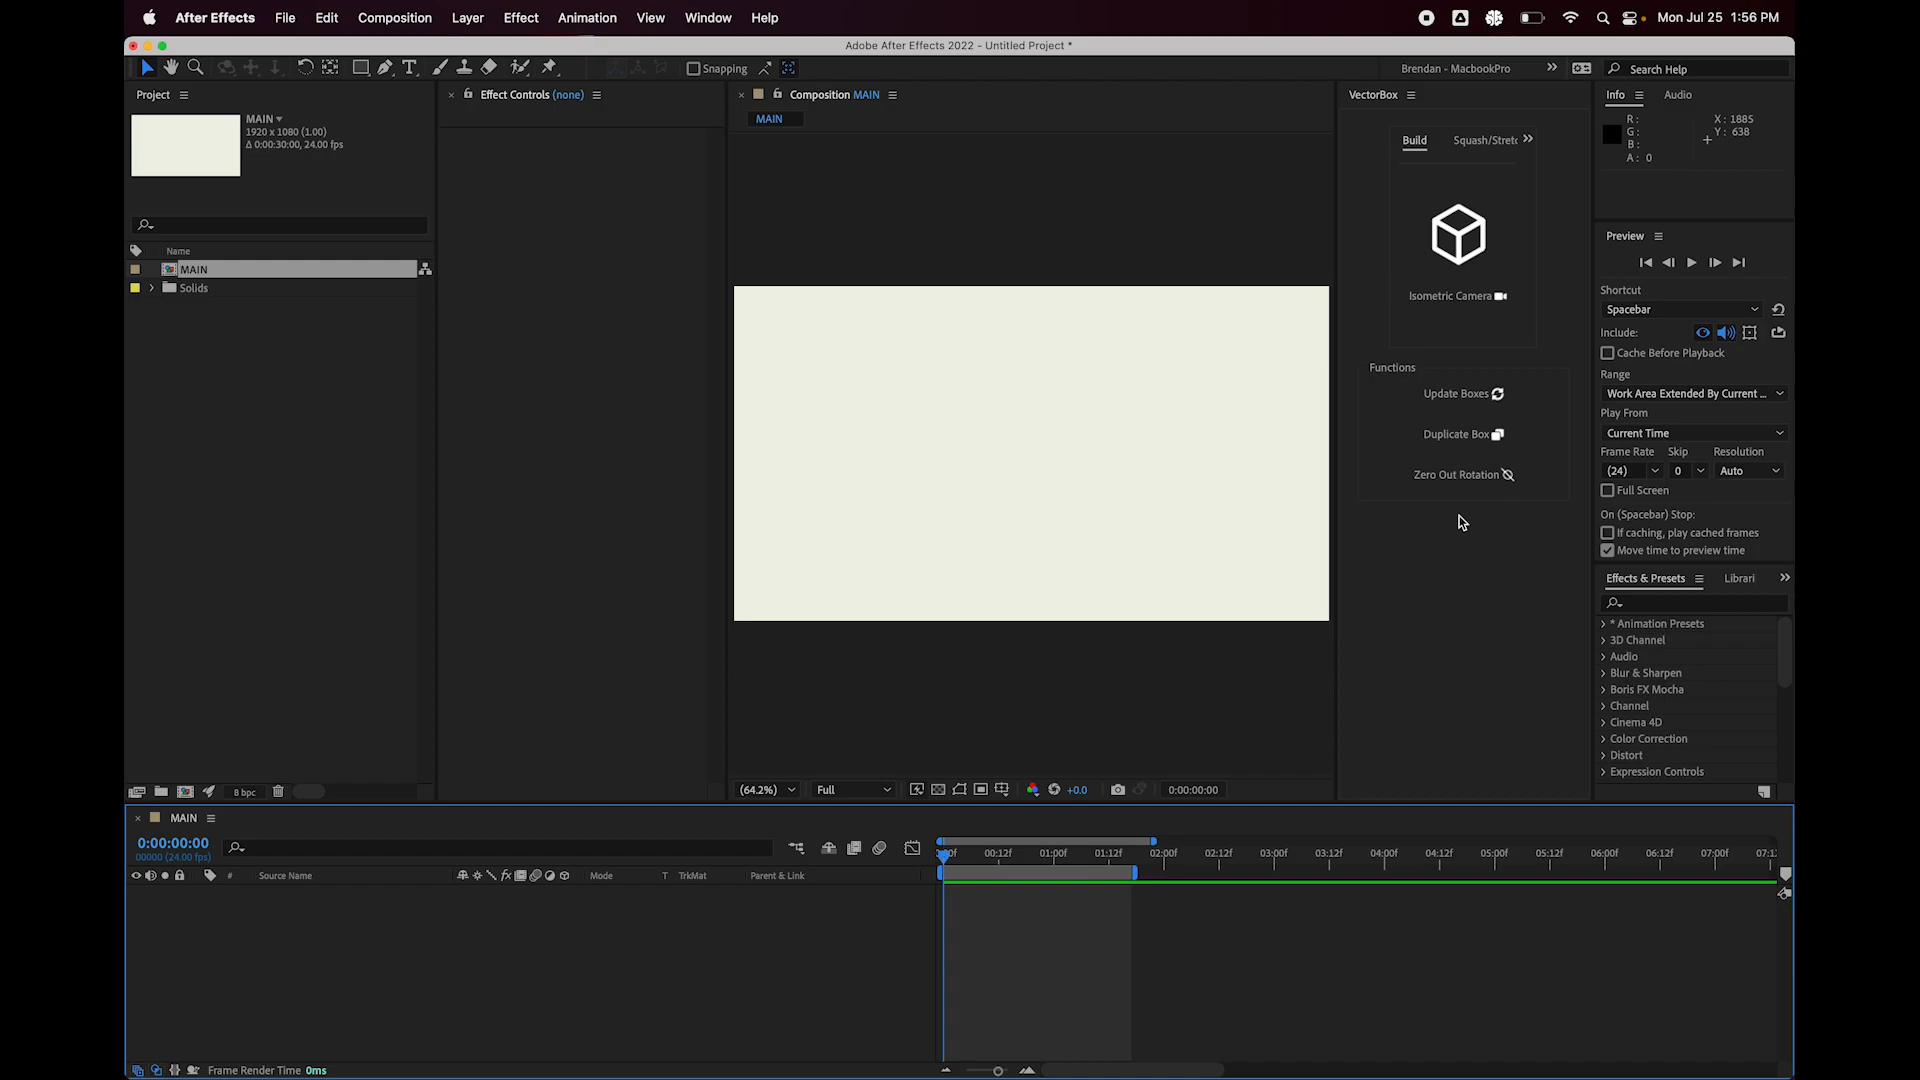 After Effects File Edit Composition Layer Effect Animation View Window Help Mon Jul 25 1:56 PM
Adobe After Effects 2022 - Untitled Project *
Snapping Brendan - MacbookPro Search Help
Project
MAIN
1920 x 1080 (1.00)
Δ 0:00:30:00, 24.00 fps
Name
MAIN
Solids
8 bpc
Effect Controls (none)
Composition MAIN
MAIN
(64.2%) Full +0.0 0:00:00:00
VectorBox
Build Squash/Stretc
Isometric Camera
Functions
Update Boxes
Duplicate Box
Zero Out Rotation
Info Audio
R: X: 1885
G: Y: 638
B:
A: 0
Preview
Shortcut
Spacebar
Include:
Cache Before Playback
Range
Work Area Extended By Current ...
Play From
Current Time
Frame Rate Skip Resolution
(24) 0 Auto
Full Screen
On (Spacebar) Stop:
If caching, play cached frames
Move time to preview time
Effects & Presets Librari
* Animation Presets
3D Channel
Audio
Blur & Sharpen
Boris FX Mocha
Channel
Cinema 4D
Color Correction
Distort
Expression Controls
MAIN
0:00:00:00
00000 (24.00 fps)
00:12f 01:00f 01:12f 02:00f 02:12f 03:00f 03:12f 04:00f 04:12f 05:00f 05:12f 06:00f 06:12f 07:00f 07:1
# Source Name fx Mode T TrkMat Parent & Link
Frame Render Time 0ms